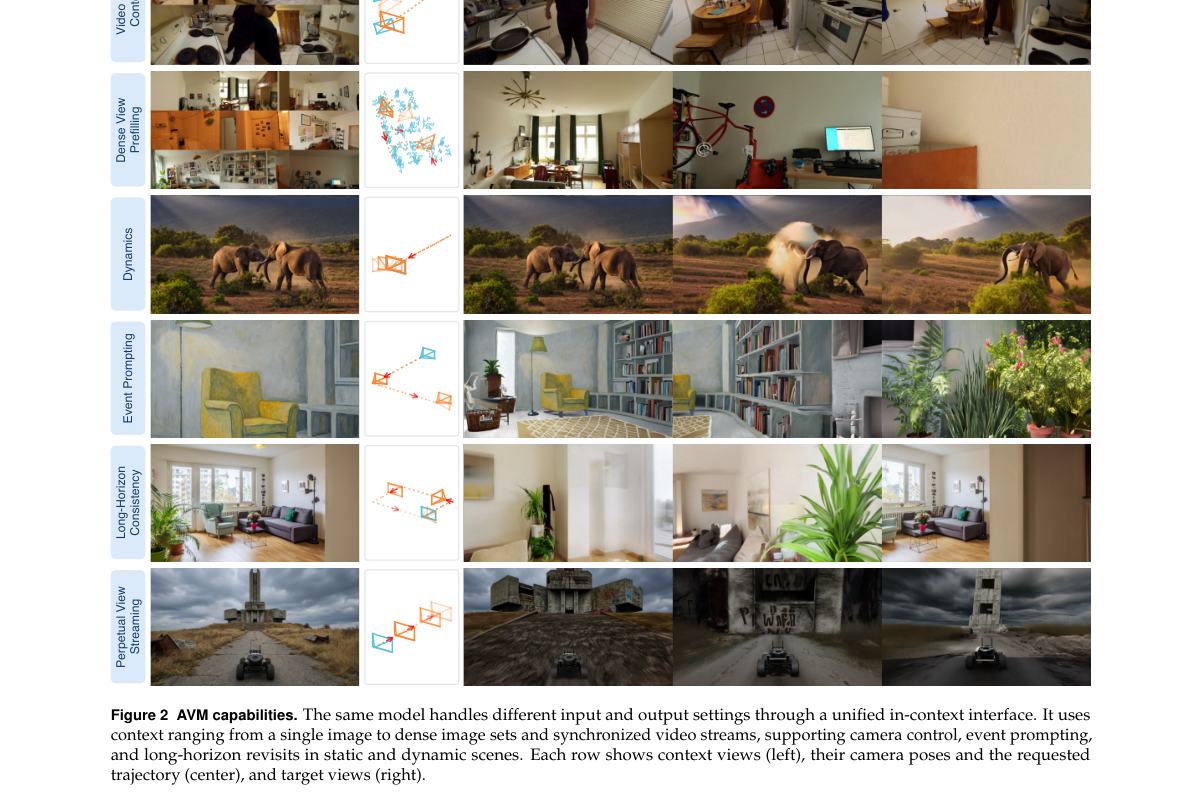 Video
Cont
Dense View
Prefilling
Dynamics
Event Prompting
Long-Horizon
Consistency
Perpetual View
Streaming
Figure 2 AVM capabilities. The same model handles different input and output settings through a unified in-context interface. It uses
context ranging from a single image to dense image sets and synchronized video streams, supporting camera control, event prompting,
and long-horizon revisits in static and dynamic scenes. Each row shows context views (left), their camera poses and the requested
trajectory (center), and target views (right).